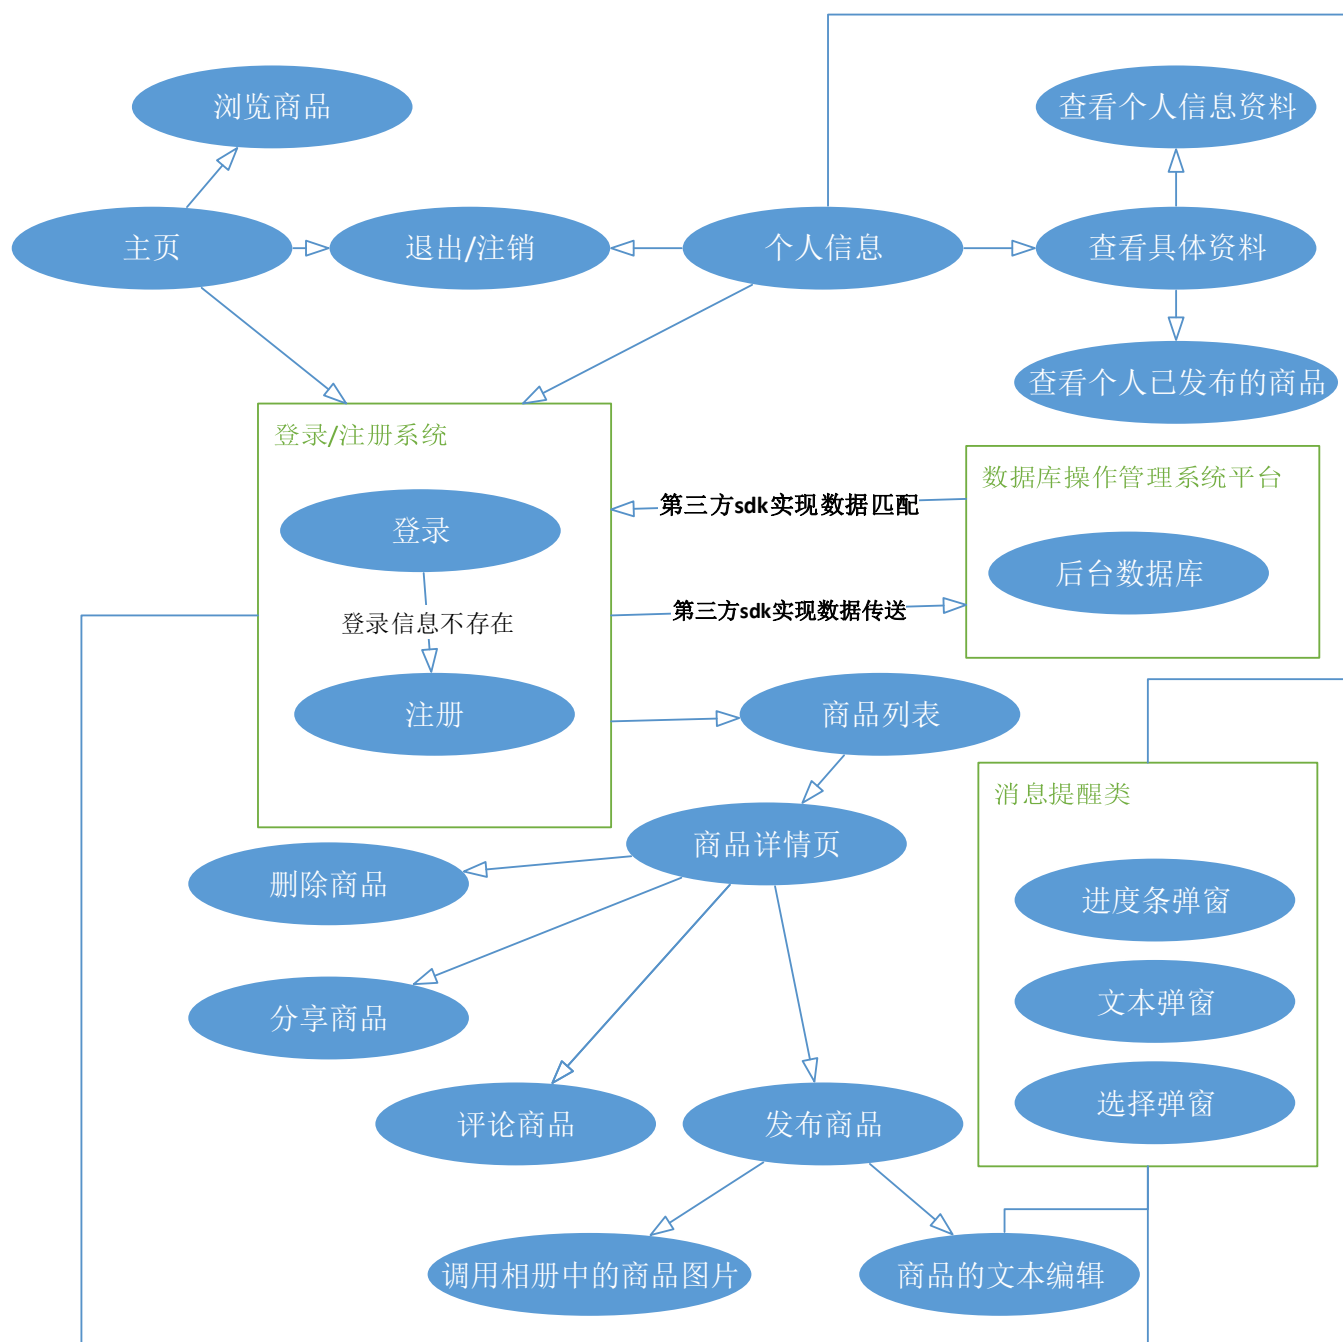 浏览商品
查看个人信息资料
主页
退出/注销
个人信息
查看具体资料
查看个人已发布的商品
登录/注册系统
数据库操作管理系统平台
第三方sdk实现数据匹配
登录
后台数据库
第三方sdk实现数据传送
登录信息不存在
注册
商品列表
消息提醒类
商品详情页
删除商品
进度条弹窗
文本弹窗
分享商品
选择弹窗
评论商品
发布商品
调用相册中的商品图片
商品的文本编辑